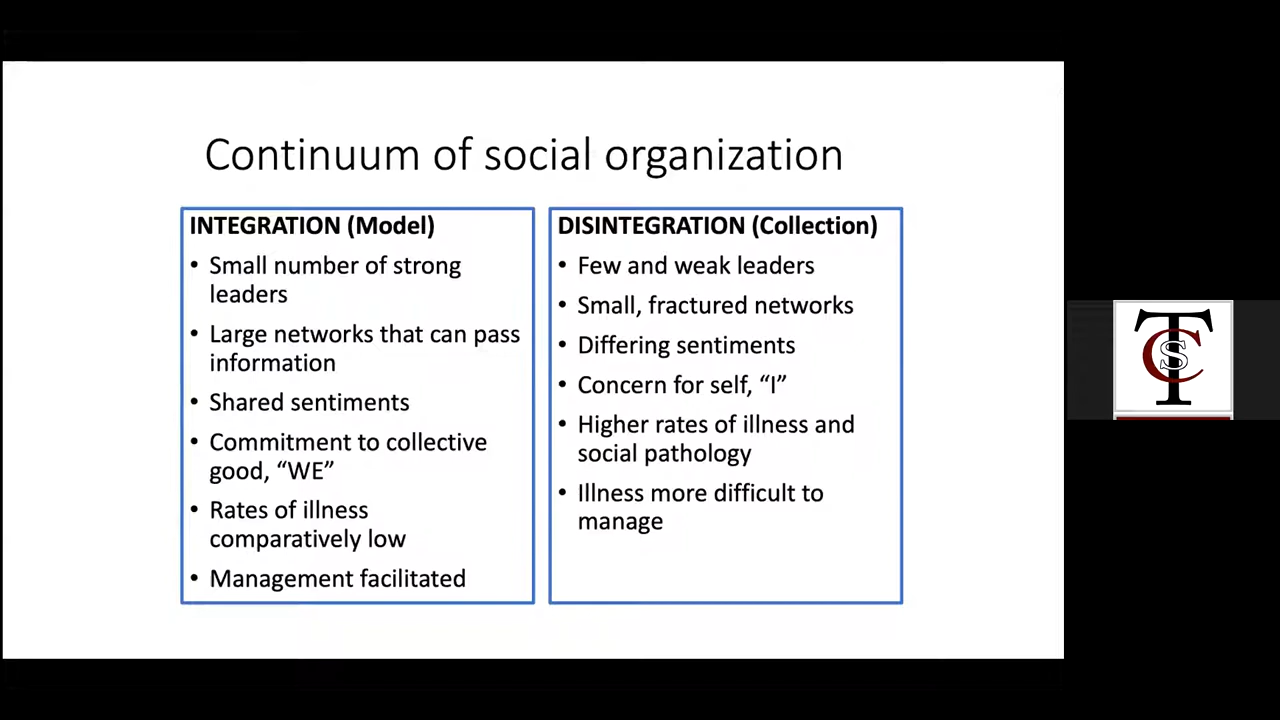 Continuum of social organization
INTEGRATION (Model)
• Small number of strong
leaders
• Large networks that can pass
information
• Shared sentiments
• Commitment to collective
good, “WE”
• Rates of illness
comparatively low
• Management facilitated
DISINTEGRATION (Collection)
• Few and weak leaders
• Small, fractured networks
• Differing sentiments
• Concern for self, “I”
• Higher rates of illness and
social pathology
• Illness more difficult to
manage
TCS